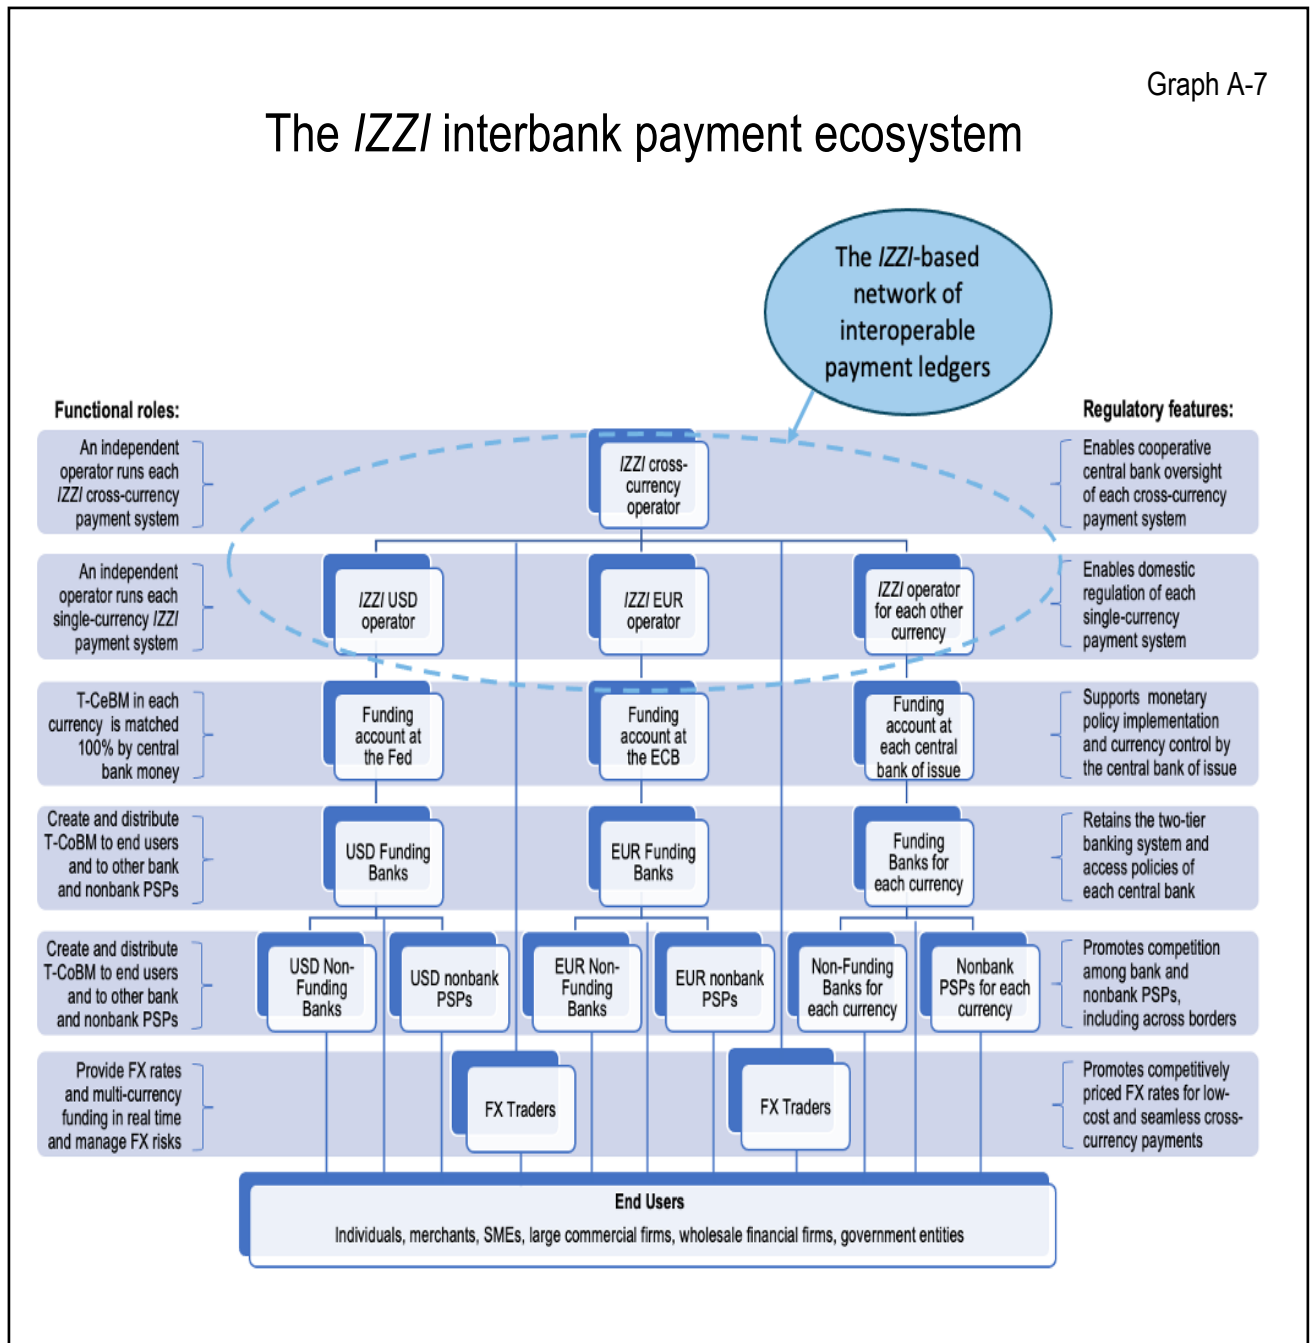 Graph A-7
The IZZI interbank payment ecosystem
The IZZI-based
network of
interoperable
payment ledgers
Functional roles:
Regulatory features:
An independent
operator runs each
IZZI cross-currency
payment system
IZZI cross-
currency
operator
Enables cooperative
central bank oversight
of each cross-currency
payment system
An independent
operator runs each
single-currency IZZI
payment system
IZZI USD
operator
IZZI EUR
operator
IZZI operator
for each other
currency
Enables domestic
regulation of each
single-currency
payment system
T-CeBM in each
currency is matched
100% by central
bank money
Funding
account at
the Fed
Funding
account at
the ECB
Funding
account at
each central
bank of issue
Supports monetary
policy implementation
and currency control by
the central bank of issue
Create and distribute
T-CoBM to end users
and to other bank
and nonbank PSPs
USD Funding
Banks
EUR Funding
Banks
Funding
Banks for
each currency
Retains the two-tier
banking system and
access policies of
each central bank
Create and distribute
T-CoBM to end users
and to other bank
and nonbank PSPs
USD Non-
Funding
Banks
USD nonbank
PSPs
EUR Non-
Funding
Banks
EUR nonbank
PSPs
Non-Funding
Banks for
each currency
Nonbank
PSPs for each
currency
Promotes competition
among bank and
nonbank PSPs,
including across borders
Provide FX rates
and multi-currency
funding in real time
and manage FX risks
FX Traders
FX Traders
Promotes competitively
priced FX rates for low-
cost and seamless cross-
currency payments
End Users
Individuals, merchants, SMEs, large commercial firms, wholesale financial firms, government entities